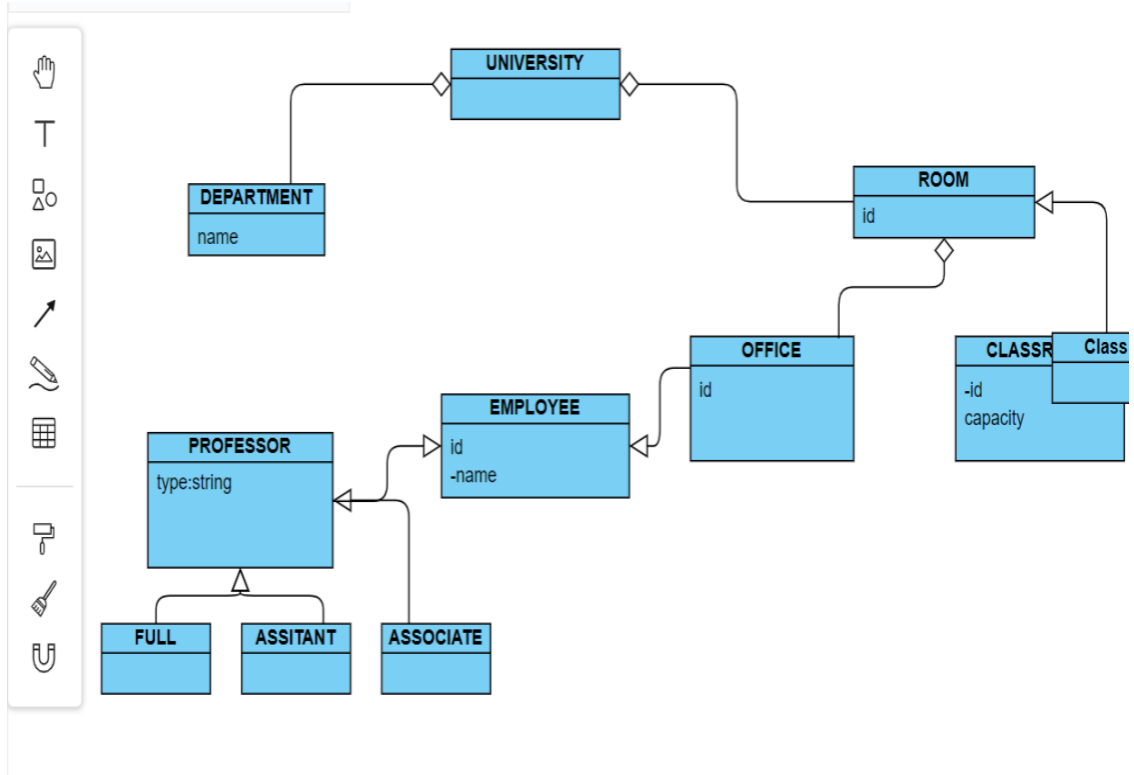 UNIVERSITY
DEPARTMENT
name
ROOM
id
OFFICE
id
CLASSR
-id
capacity
Class
EMPLOYEE
id
-name
PROFESSOR
type:string
FULL
ASSITANT
ASSOCIATE
T